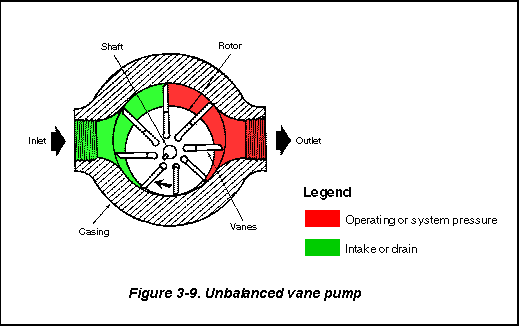 Shaft
Rotor
Inlet
Outlet
Legend
Operating or system pressure
Intake or drain
Casing
Vanes
Figure 3-9. Unbalanced vane pump